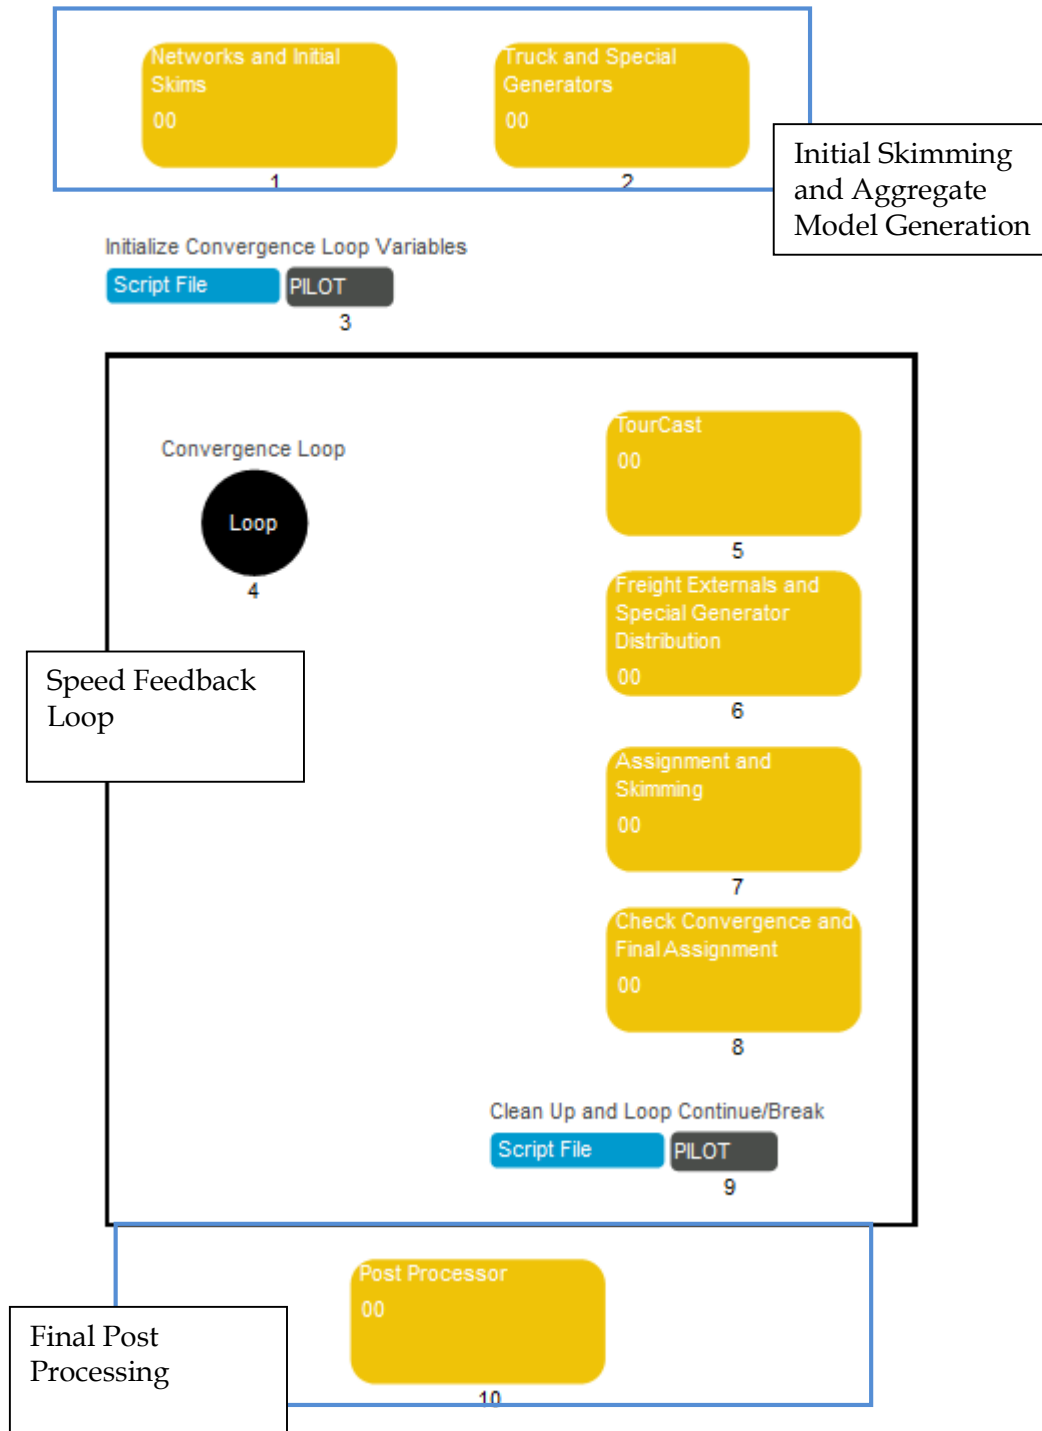 Networks and Initial
Skims
00
1
Truck and Special
Generators
00
2
Initial Skimming
and Aggregate
Model Generation
Initialize Convergence Loop Variables
Script File
PILOT
3
Convergence Loop
Loop
4
TourCast
00
5
Freight Externals and
Special Generator
Distribution
00
6
Speed Feedback
Loop
Assignment and
Skimming
00
7
Check Convergence and
Final Assignment
00
8
Clean Up and Loop Continue/Break
Script File
PILOT
9
Post Processor
00
10
Final Post
Processing